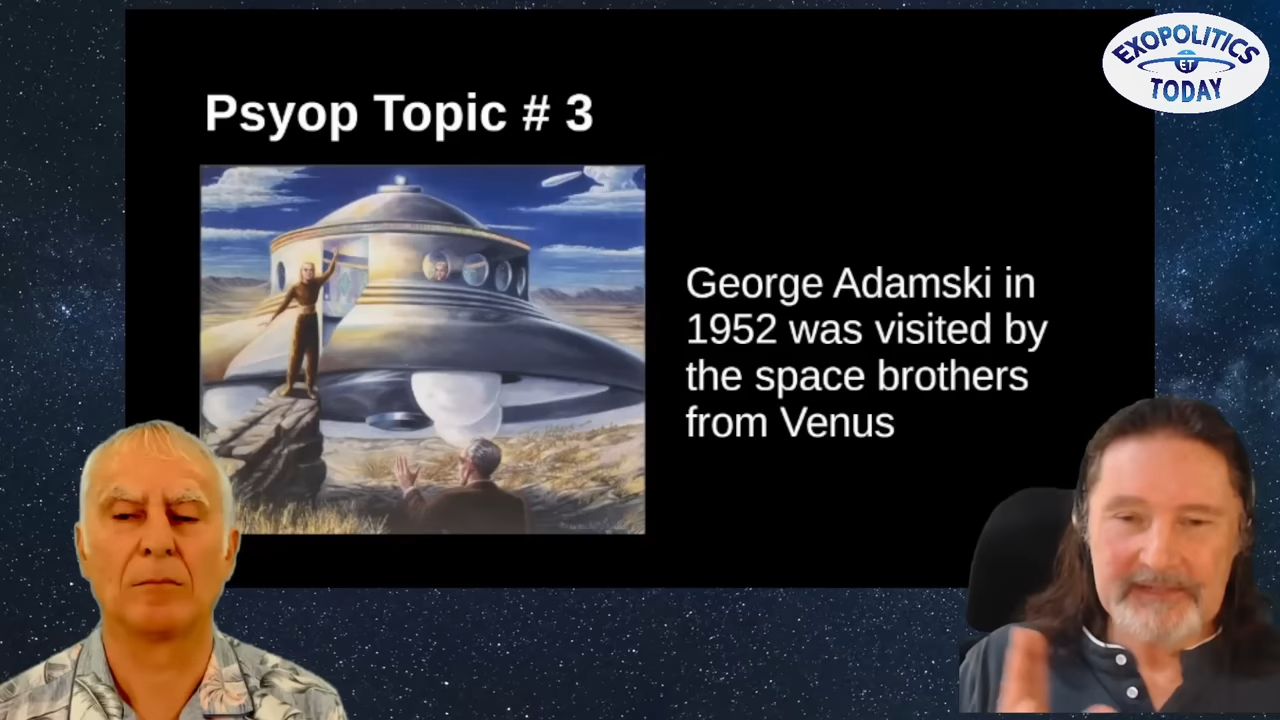 Psyop Topic # 3
EXOPOLITICS
ET
TODAY
George Adamski in
1952 was visited by
the space brothers
from Venus